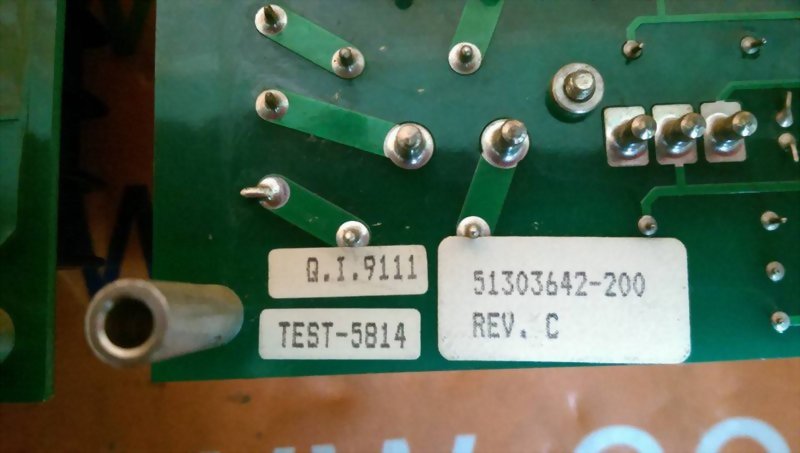 Q.I.9111
TEST-5814
51303642-200
REV. C